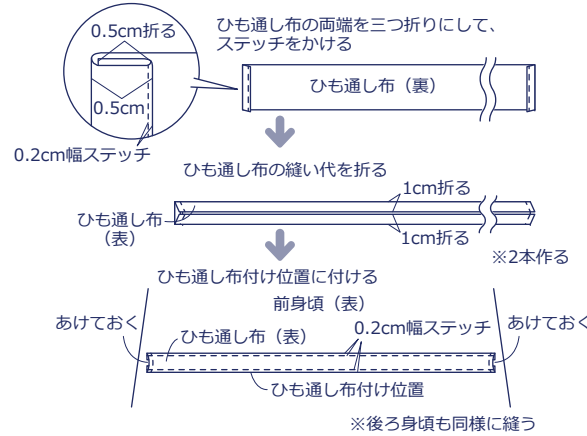 0.5cm折る
ひも通し布の両端を三つ折りにして、
ステッチをかける
ひも通し布（裏）
0.5cm
0.2cm幅ステッチ
ひも通し布の縫い代を折る
1cm折る
ひも通し布
（表）
1cm折る
※2本作る
ひも通し布付け位置に付ける
前身頃（表）
あけておく
ひも通し布（表）
0.2cm幅ステッチ
あけておく
ひも通し布付け位置
※後ろ身頃も同様に縫う